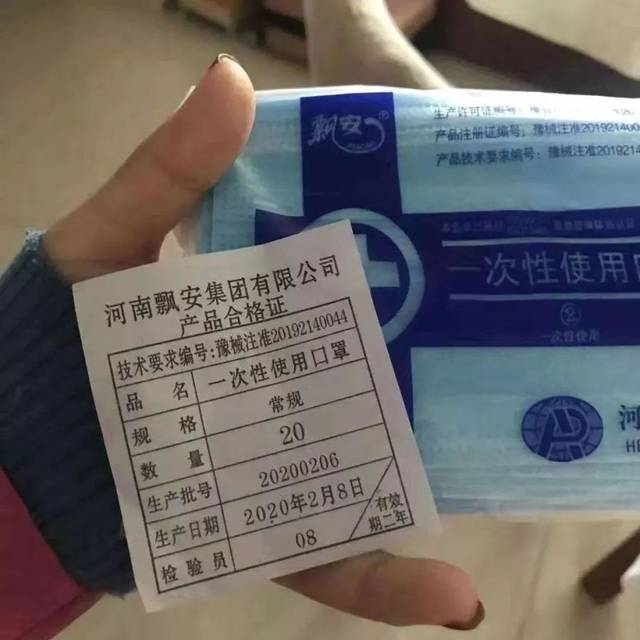 飘安®
生产许可证编号：豫
产品注册证编号：豫械注准201921400
产品技术要求编号：豫械注准20192140
一次性使用口
②
一次性使用
河
HE
河南飘安集团有限公司
产品合格证
技术要求编号：豫械注准20192140044
品 名 一次性使用口罩
规 格 常规
数 量 20
生产批号 20200206
生产日期 2020年2月8日 有效期二年
检验员 08